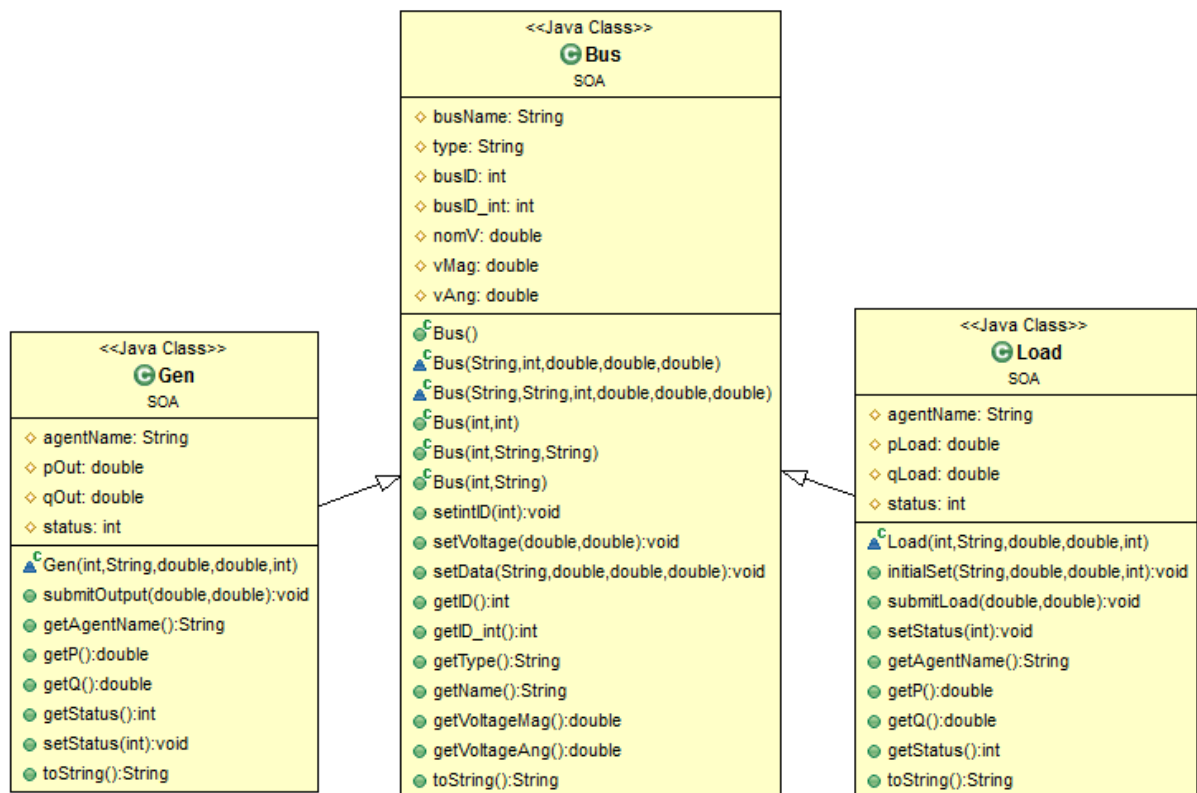 <<Java Class>>
Bus
SOA
busName: String
type: String
busID: int
busID_int: int
nomV: double
vMag: double
vAng: double
Bus()
Bus(String,int,double,double,double)
Bus(String,String,int,double,double,double)
Bus(int,int)
Bus(int,String,String)
Bus(int,String)
setintID(int):void
setVoltage(double,double):void
setData(String,double,double,double):void
getID():int
getID_int():int
getType():String
getName():String
getVoltageMag():double
getVoltageAng():double
toString():String
<<Java Class>>
Gen
SOA
agentName: String
pOut: double
qOut: double
status: int
Gen(int,String,double,double,int)
submitOutput(double,double):void
getAgentName():String
getP():double
getQ():double
getStatus():int
setStatus(int):void
toString():String
<<Java Class>>
Load
SOA
agentName: String
pLoad: double
qLoad: double
status: int
Load(int,String,double,double,int)
initialSet(String,double,double,int):void
submitLoad(double,double):void
setStatus(int):void
getAgentName():String
getP():double
getQ():double
getStatus():int
toString():String